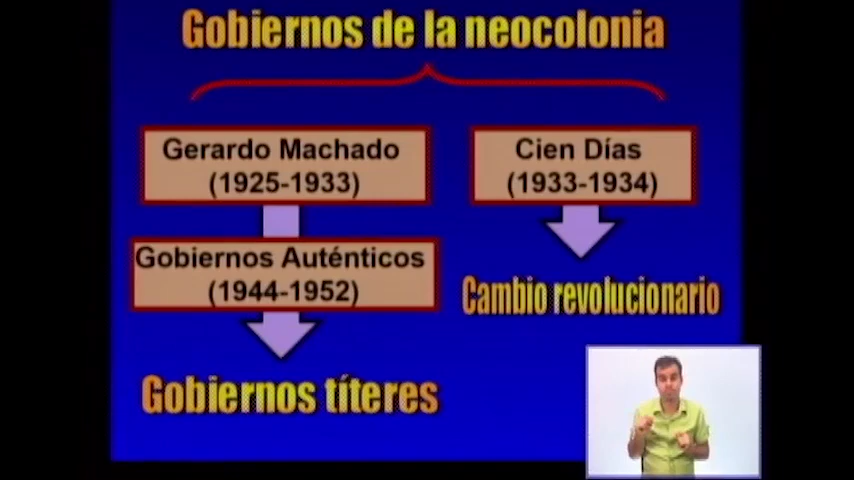 Gobiernos de la neocolonia
Gerardo Machado
(1925-1933)
Cien Días
(1933-1934)
Gobiernos Auténticos
(1944-1952)
Cambio revolucionario
Gobiernos títeres